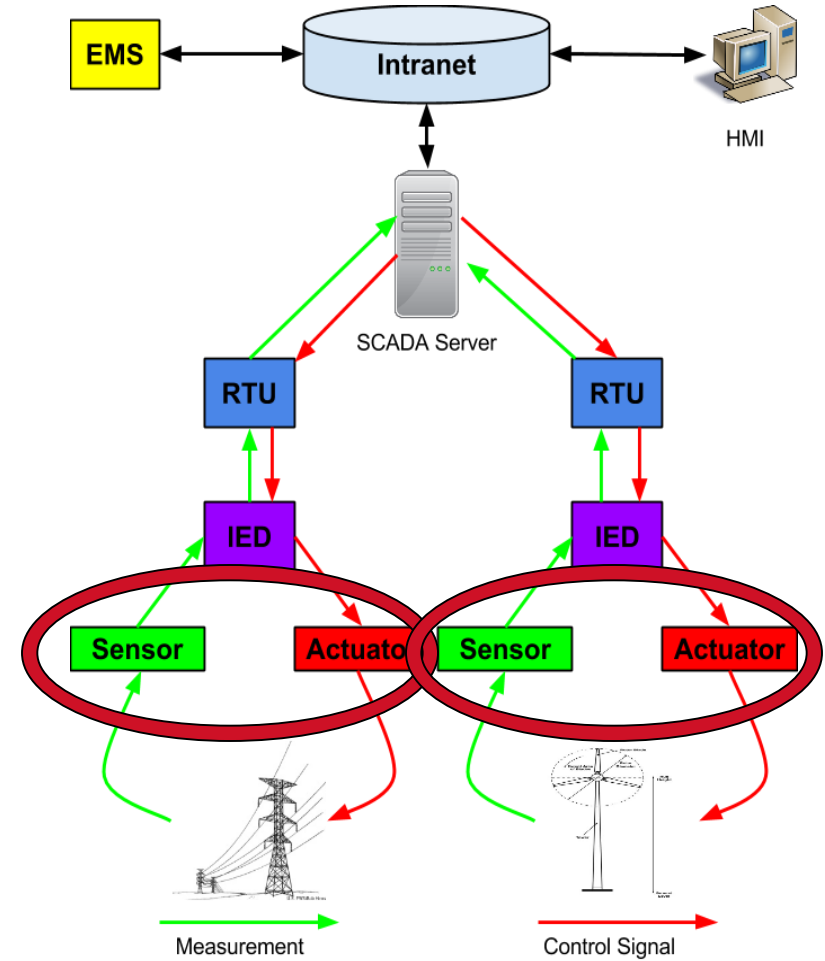 EMS
Intranet
HMI
SCADA Server
RTU
RTU
IED
IED
Sensor
Actuato
Sensor
Actuator
Measurement
Control Signal